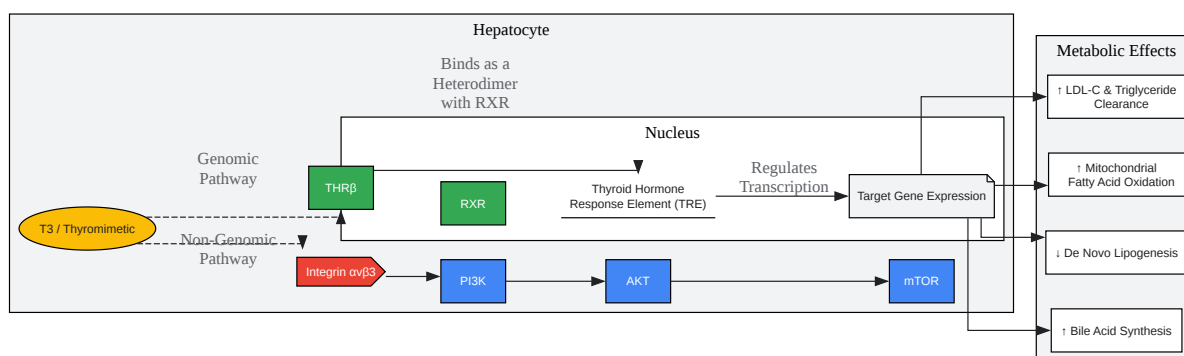 Hepatocyte
Metabolic Effects
Binds as a
Heterodimer
with RXR
↑ LDL-C & Triglyceride
Clearance
Nucleus
Genomic
Pathway
THRβ
RXR
Thyroid Hormone
Response Element (TRE)
Regulates
Transcription
Target Gene Expression
↑ Mitochondrial
Fatty Acid Oxidation
T3 / Thyromimetic
Non-Genomic
Pathway
Integrin αvβ3
PI3K
AKT
mTOR
↓ De Novo Lipogenesis
↑ Bile Acid Synthesis